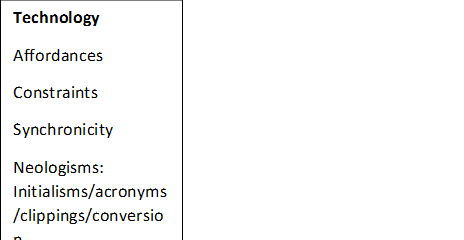 Technology
Affordances
Constraints
Synchronicity
Neologisms:
Initialisms/acronyms
/clippings/conversio
n